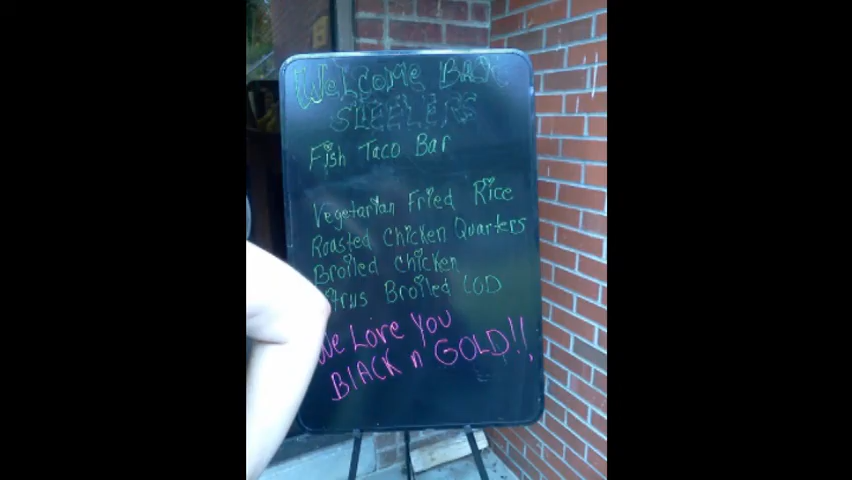 WELCOME BACK
STEELERS
Fish Taco Bar
Vegetarian Fried Rice
Roasted Chicken Quarters
Broiled Chicken
itrus Broiled COD
We Love You
BlACK n GOLD!!